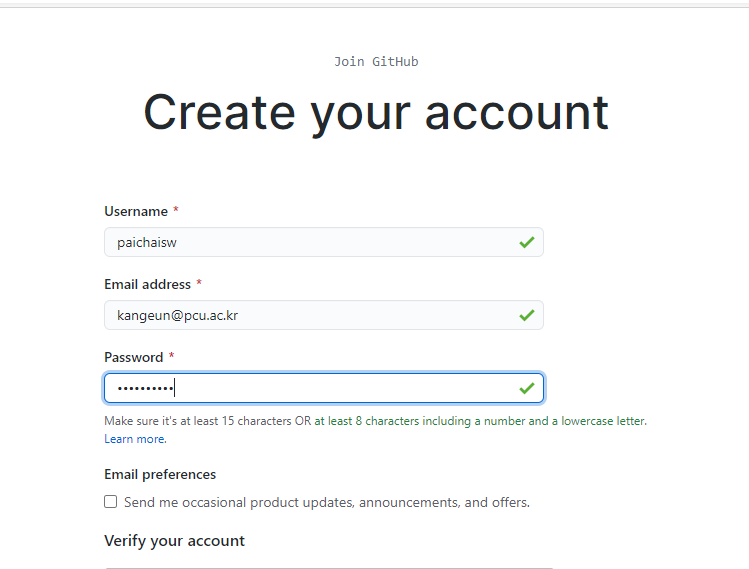 Join GitHub
Create your account
Username *
paichaisw
Email address *
kangeun@pcu.ac.kr
Password *
••••••••••
Make sure it's at least 15 characters OR at least 8 characters including a number and a lowercase letter.
Learn more.
Email preferences
Send me occasional product updates, announcements, and offers.
Verify your account